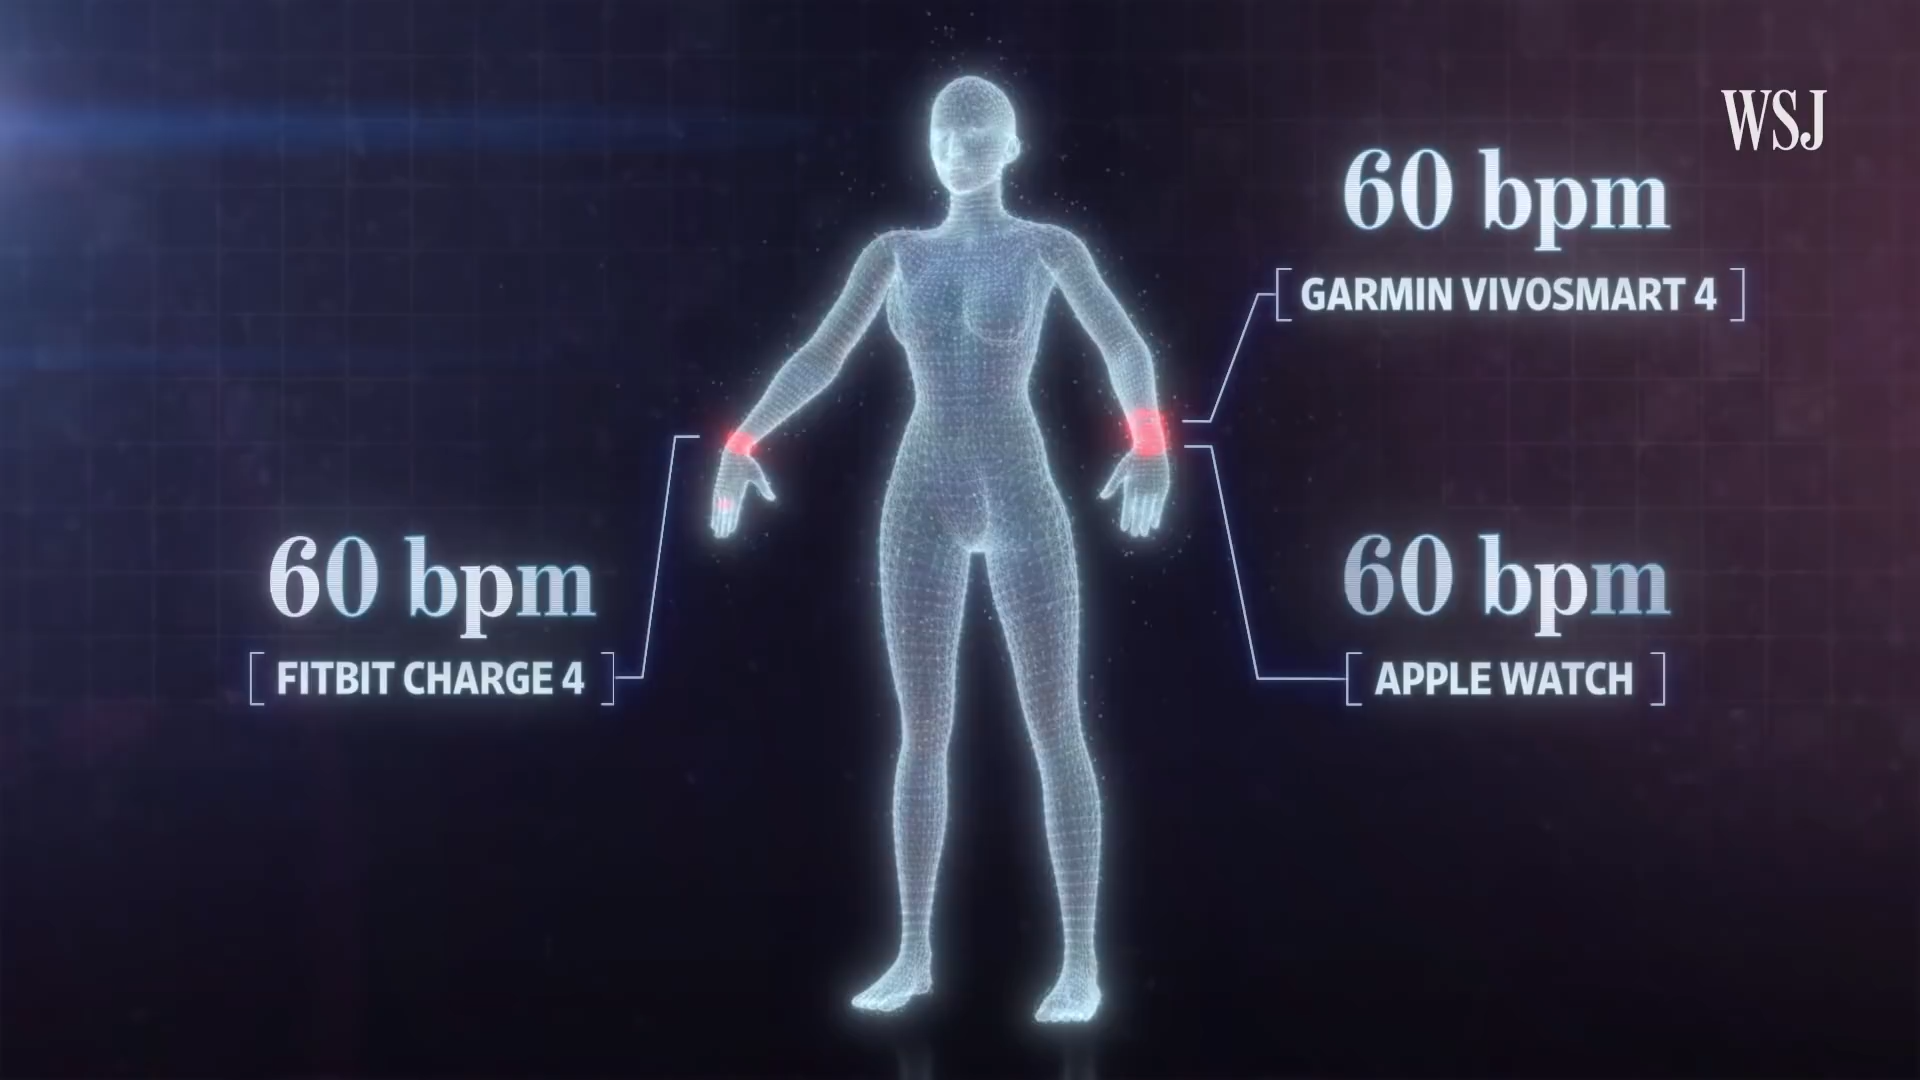 WSJ
60 bpm
GARMIN VIVOSMART 4
60 bpm
FITBIT CHARGE 4
60 bpm
APPLE WATCH